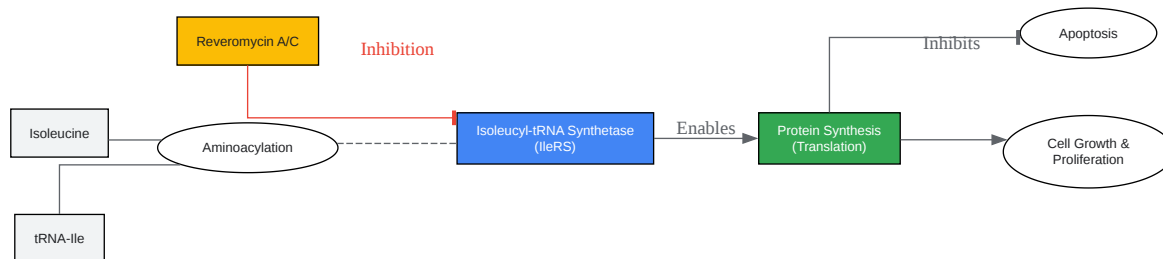 Reveromycin A/C
Inhibition
Inhibits
Apoptosis
Isoleucine
Aminoacylation
Isoleucyl-tRNA Synthetase
(IleRS)
Enables
Protein Synthesis
(Translation)
Cell Growth &
Proliferation
tRNA-Ile